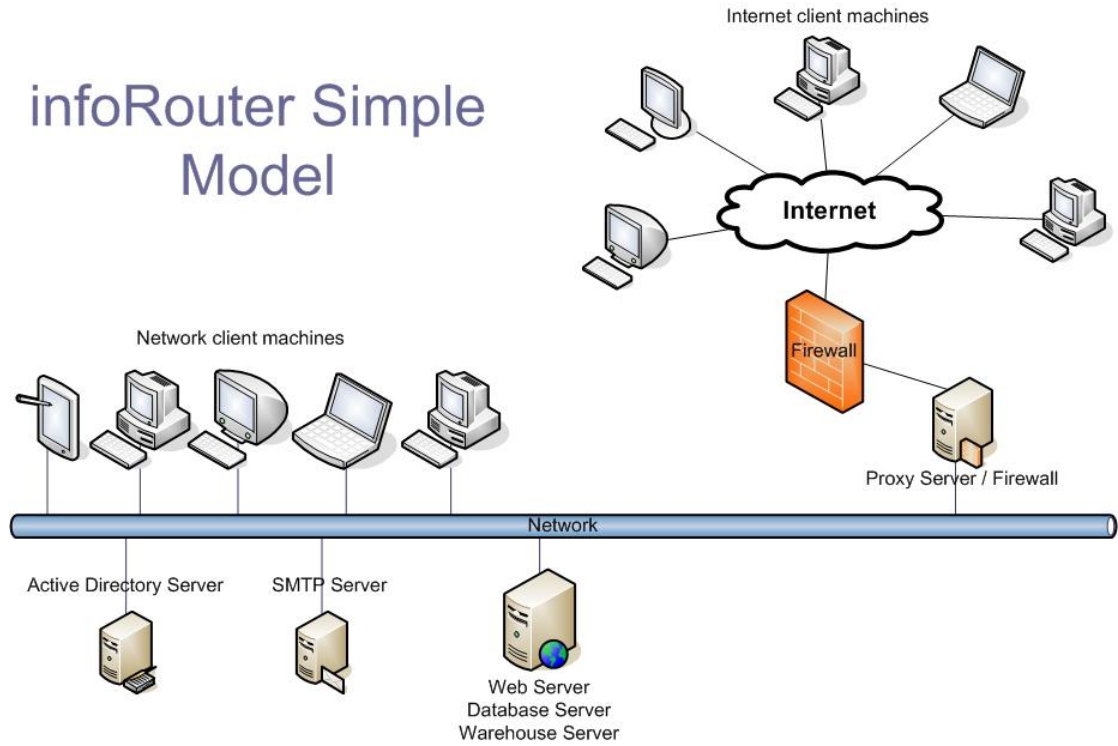 infoRouter Simple
Model
Internet client machines
Internet
Firewall
Proxy Server / Firewall
Network client machines
Network
Active Directory Server
SMTP Server
Web Server
Database Server
Warehouse Server